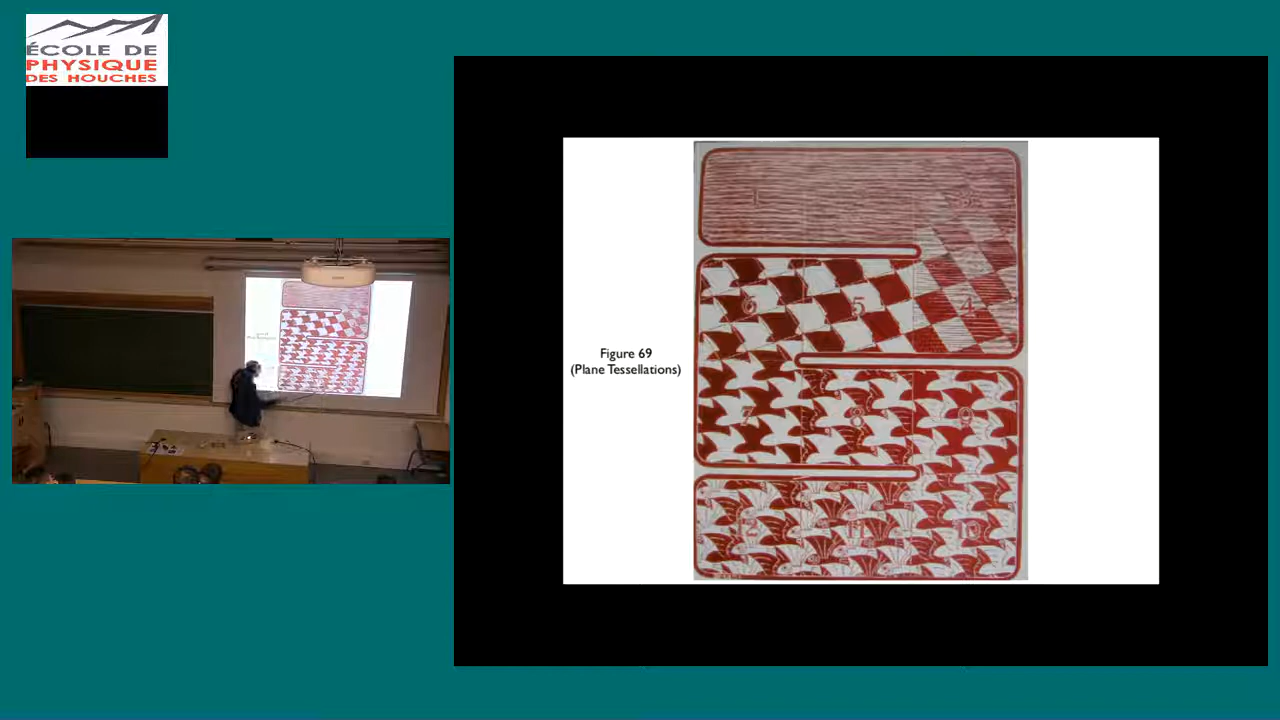 ÉCOLE DE
PHYSIQUE
DES HOUCHES
Figure 69
(Plane Tessellations)
1
4
5
6
7
8
9
10
11
12